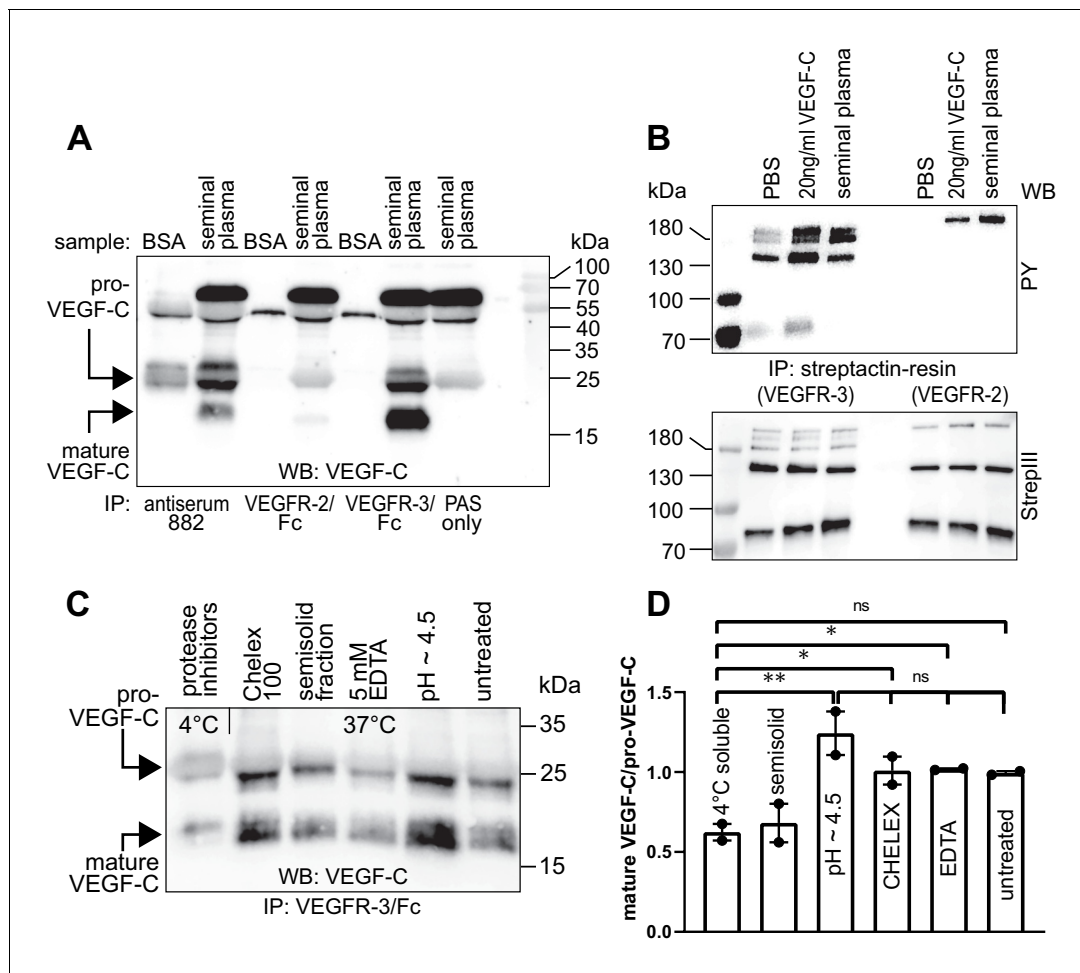 A
sample: BSA seminal plasma BSA seminal plasma BSA seminal plasma seminal plasma
kDa
100
70
55
40
35
25
15
pro-
VEGF-C
mature
VEGF-C
WB: VEGF-C
IP: antiserum 882 VEGFR-2/Fc VEGFR-3/Fc PAS only
B
kDa PBS 20ng/ml VEGF-C seminal plasma PBS 20ng/ml VEGF-C seminal plasma WB
180
130
100
70
PY
IP: streptactin-resin
(VEGFR-3) (VEGFR-2)
180
130
100
70
StrepIII
C
protease inhibitors Chelex 100 semisolid fraction 5 mM EDTA pH ~ 4.5 untreated
kDa
4°C 37°C
35
25
15
pro-
VEGF-C
mature
VEGF-C
WB: VEGF-C
IP: VEGFR-3/Fc
D
ns
*
*
** ns
mature VEGF-C/pro-VEGF-C
1.5
1.0
0.5
0.0
4°C soluble
semisolid
pH ~ 4.5
CHELEX
EDTA
untreated